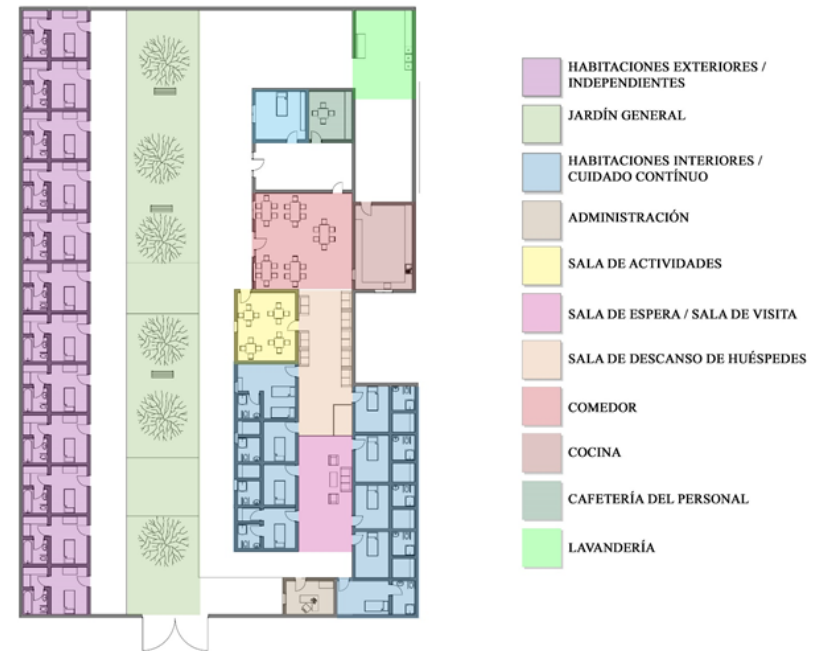 HABITACIONES EXTERIORES /
INDEPENDIENTES
JARDÍN GENERAL
HABITACIONES INTERIORES /
CUIDADO CONTÍNUO
ADMINISTRACIÓN
SALA DE ACTIVIDADES
SALA DE ESPERA / SALA DE VISITA
SALA DE DESCANSO DE HUÉSPEDES
COMEDOR
COCINA
CAFETERÍA DEL PERSONAL
LAVANDERÍA